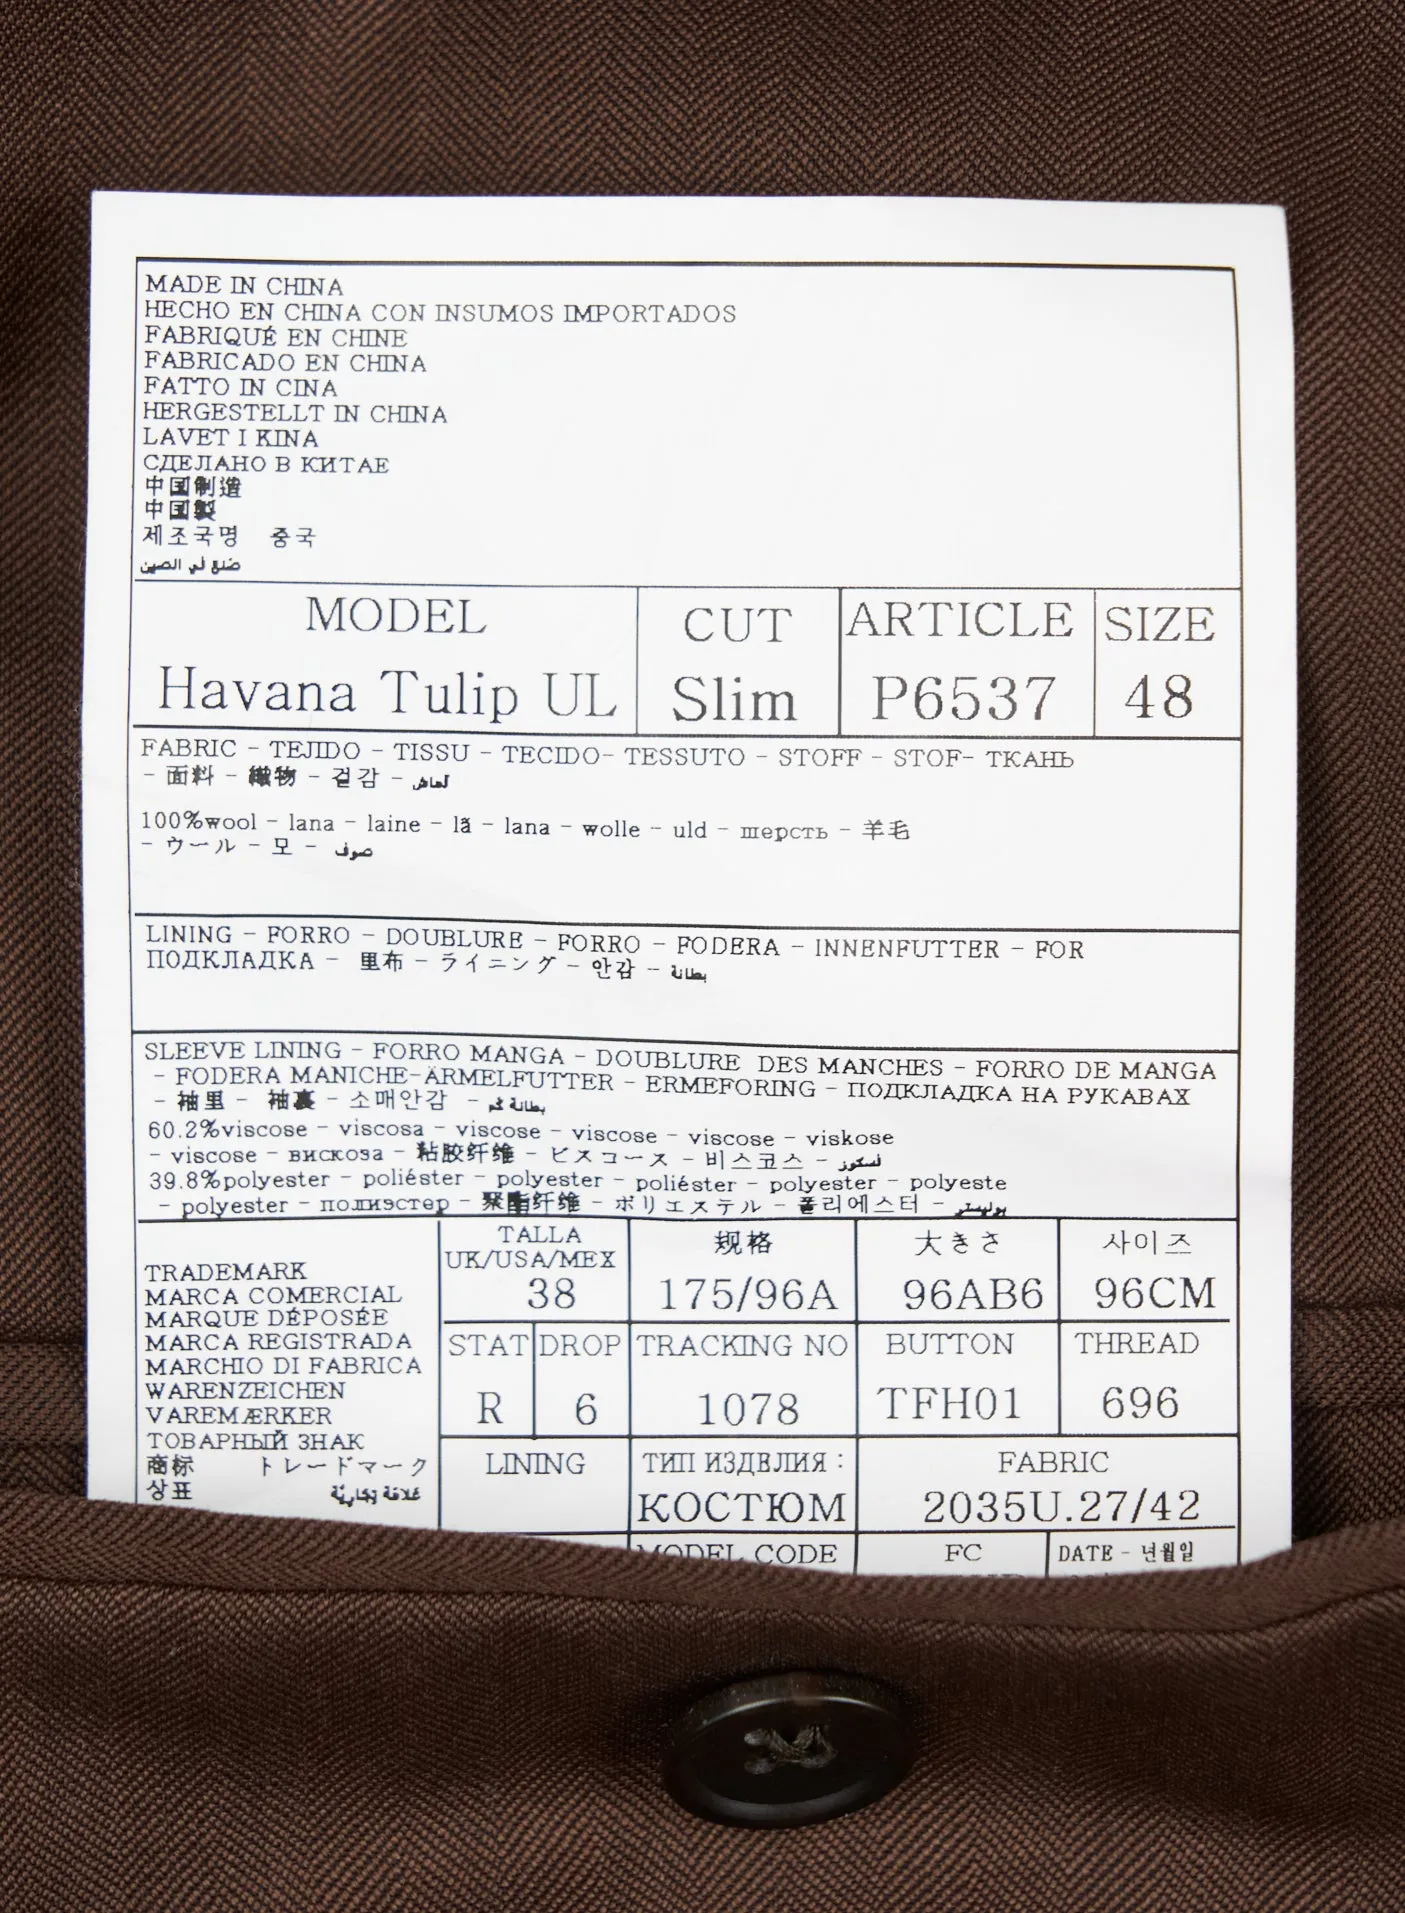 MADE IN CHINA
HECHO EN CHINA CON INSUMOS IMPORTADOS
FABRIQUÉ EN CHINE
FABRICADO EN CHINA
FATTO IN CINA
HERGESTELLT IN CHINA
LAVET I KINA
СДЕЛАНО В КИТАЕ
中国制造
中国製
제조국명 중국
صنع في الصين
MODEL CUT ARTICLE SIZE
Havana Tulip UL Slim P6537 48
FABRIC - TEJIDO - TISSU - TECIDO- TESSUTO - STOFF - STOF- ТКАНЬ
- 面料 - 織物 - 겉감 - لماش
100%wool - lana - laine - lã - lana - wolle - uld - шерсть - 羊毛
- ウール - 모 - صوف
LINING - FORRO - DOUBLURE - FORRO - FODERA - INNENFUTTER - FOR
ПОДКЛАДКА - 里布 - ライニング - 안감 - بطانة
SLEEVE LINING - FORRO MANGA - DOUBLURE DES MANCHES - FORRO DE MANGA
- FODERA MANICHE-ÄRMELFUTTER - ERMEFORING - ПОДКЛАДКА НА РУКАВАХ
- 袖里 - 袖裏 - 소매안감 - بطانة كم
60.2%viscose - viscosa - viscose - viscose - viscose - viskose
- viscose - вискоза - 粘胶纤维 - ビスコース - 비스코스 - لسكوز
39.8%polyester - poliéster - polyester - poliéster - polyester - polyeste
- polyester - полиэстер - 聚酯纤维 - ポリエステル - 폴리에스터 - بوليستر
TRADEMARK
MARCA COMERCIAL
MARQUE DÉPOSÉE
MARCA REGISTRADA
MARCHIO DI FABRICA
WARENZEICHEN
VAREMÆRKER
ТОВАРНЫЙ ЗНАК
商标 トレードマーク
상표 علاقة تجارية
TALLA 规格 大きさ 사이즈
UK/USA/MEX
38 175/96A 96AB6 96CM
STAT DROP TRACKING NO BUTTON THREAD
R 6 1078 TFH01 696
LINING ТИП ИЗДЕЛИЯ : FABRIC
КОСТЮМ 2035U.27/42
MODEL CODE FC DATE - 년월일